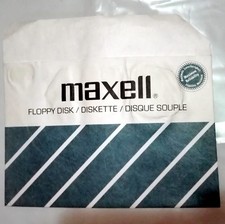 maxell®
FLOPPY DISK / DISKETTE / DISQUE SOUPLE